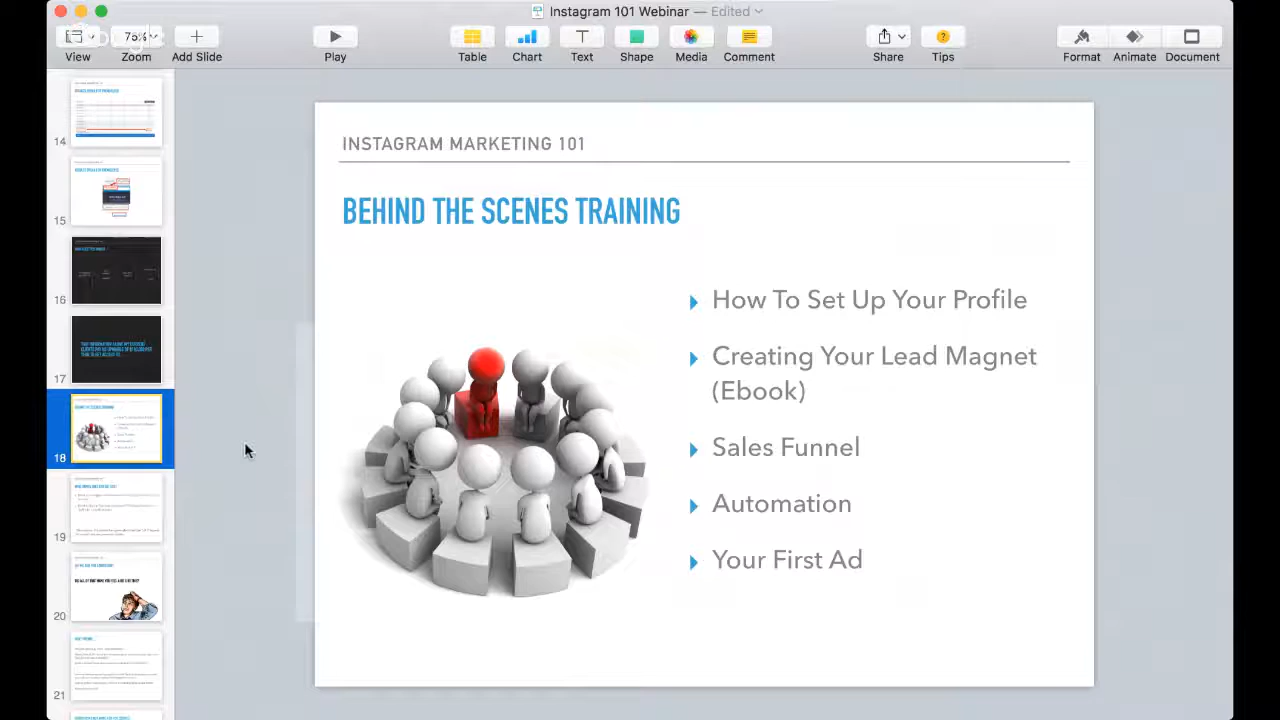 Instagram 101 Webinar — Edited
View
Zoom
Add Slide
Play
Table
Chart
Text
Shape
Media
Comment
Share
Tips
Format
Animate
Document
14
15
16
17
18
19
20
21
INSTAGRAM MARKETING 101
BEHIND THE SCENES TRAINING
How To Set Up Your Profile
Creating Your Lead Magnet
(Ebook)
Sales Funnel
Automation
Your First Ad